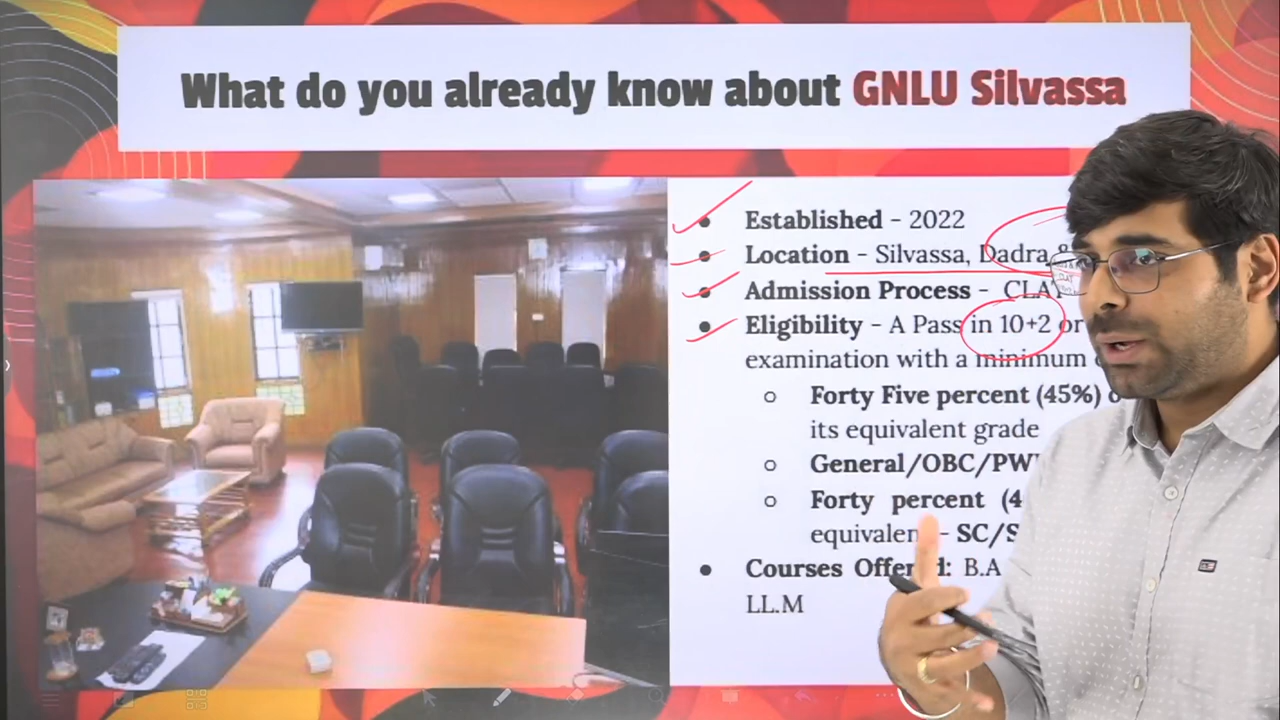 What do you already know about GNLU Silvassa
Established - 2022
Location - Silvassa, Dadra &
Admission Process - CLAT
Eligibility - A Pass in 10+2 or
examination with a minimum
Forty Five percent (45%)
its equivalent grade
General/OBC/PW
Forty percent (4
equivalen - SC/S
Courses Offered: B.A
LL.M